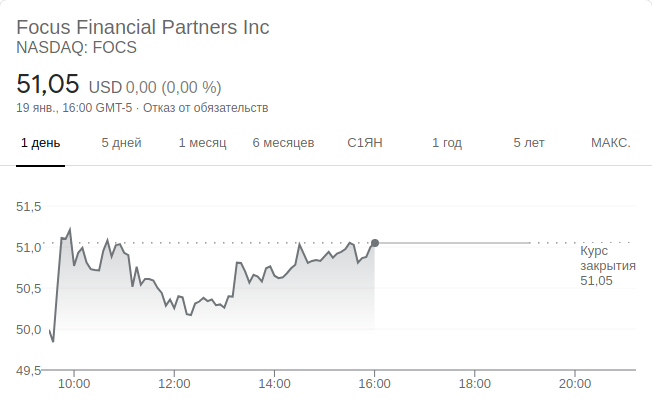 Focus Financial Partners Inc
NASDAQ: FOCS
51,05 USD 0,00 (0,00 %)
19 янв., 16:00 GMT-5 · Отказ от обязательств
1 день 5 дней 1 месяц 6 месяцев С1ЯН 1 год 5 лет МАКС.
51,5
51,0
Курс
закрытия
51,05
50,5
50,0
49,5
10:00 12:00 14:00 16:00 18:00 20:00